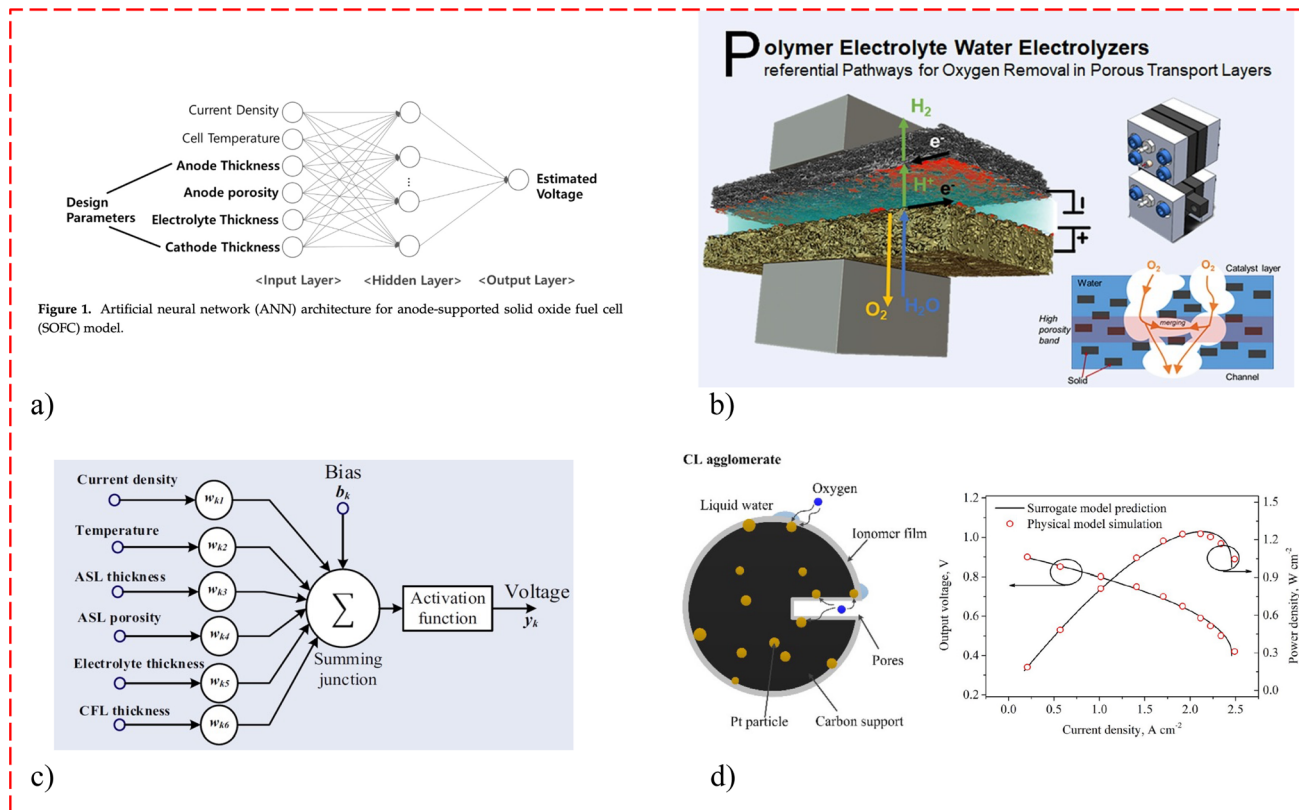 Current Density
Cell Temperature
Anode Thickness
Anode porosity
Electrolyte Thickness
Cathode Thickness
Design
Parameters
Estimated
Voltage
<Input Layer>
<Hidden Layer>
<Output Layer>
Figure 1. Artificial neural network (ANN) architecture for anode-supported solid oxide fuel cell
(SOFC) model.
a)
Polymer Electrolyte Water Electrolyzers
Preferential Pathways for Oxygen Removal in Porous Transport Layers
H2
e-
H+
e-
O2
H2O
I
+
O2
O2
Catalyst layer
Water
High
porosity
band
merging
Solid
Channel
b)
Current density
wk1
Temperature
wk2
ASL thickness
wk3
ASL porosity
wk4
Electrolyte thickness
wk5
CFL thickness
wk6
Bias
bk
Σ
Summing
junction
Activation
function
Voltage
yk
c)
CL agglomerate
Oxygen
Liquid water
Ionomer film
Pores
Pt particle
Carbon support
Surrogate model prediction
Physical model simulation
Output voltage, V
1.2
1.0
0.8
0.6
0.4
0.2
Power density, W cm-2
1.5
1.2
0.9
0.6
0.3
0.0
0.0 0.5 1.0 1.5 2.0 2.5 3.0
Current density, A cm-2
d)